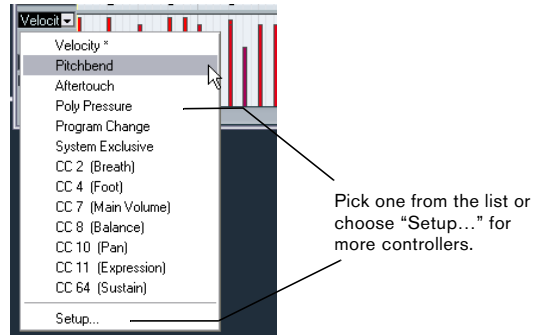 Velocit
Velocity *
Pitchbend
Aftertouch
Poly Pressure
Program Change
System Exclusive
CC 2 (Breath)
CC 4 (Foot)
CC 7 (Main Volume)
CC 8 (Balance)
CC 10 (Pan)
CC 11 (Expression)
CC 64 (Sustain)
Setup...
Pick one from the list or
choose “Setup…” for
more controllers.